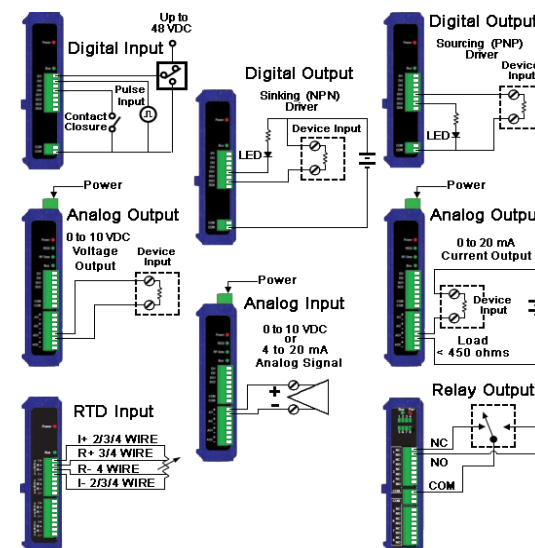 Up to
48 VDC
Digital Input
Pulse
Input
Contact
Closure
Digital Output
Sinking (NPN)
Driver
Device Input
LED
Digital Output
Sourcing (PNP)
Driver
Device
Input
LED
Power
Analog Output
0 to 10 VDC
Voltage
Output
Device
Input
Power
Analog Input
0 to 10 VDC
or
4 to 20 mA
Analog Signal
+
-
Power
Analog Outpu
0 to 20 mA
Current Output
Device
Input
Load
< 450 ohms
RTD Input
I+ 2/3/4 WIRE
R+ 3/4 WIRE
R- 4 WIRE
I- 2/3/4 WIRE
Relay Output
NC
NO
COM